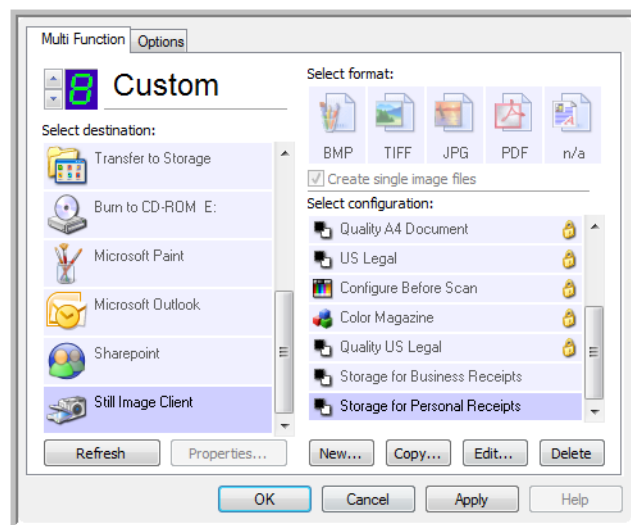 Multi Function
Options
8
Custom
Select destination:
Transfer to Storage
Burn to CD-ROM E:
Microsoft Paint
Microsoft Outlook
Sharepoint
Still Image Client
Refresh
Properties...
Select format:
BMP TIFF JPG PDF n/a
Create single image files
Select configuration:
Quality A4 Document
US Legal
Configure Before Scan
Color Magazine
Quality US Legal
Storage for Business Receipts
Storage for Personal Receipts
New... Copy... Edit... Delete
OK Cancel Apply Help